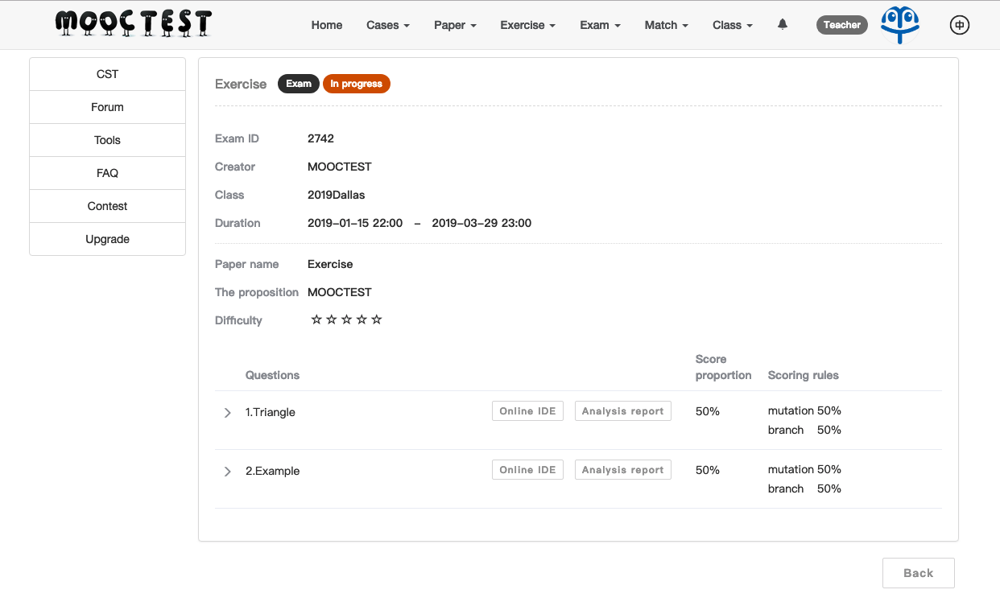 MOOCTEST
Home Cases Paper Exercise Exam Match Class Teacher 中
CST
Forum
Tools
FAQ
Contest
Upgrade
Exercise Exam In progress
Exam ID 2742
Creator MOOCTEST
Class 2019Dallas
Duration 2019-01-15 22:00 - 2019-03-29 23:00
Paper name Exercise
The proposition MOOCTEST
Difficulty ☆☆☆☆☆
Questions Score proportion Scoring rules
1.Triangle Online IDE Analysis report 50% mutation 50%
branch 50%
2.Example Online IDE Analysis report 50% mutation 50%
branch 50%
Back